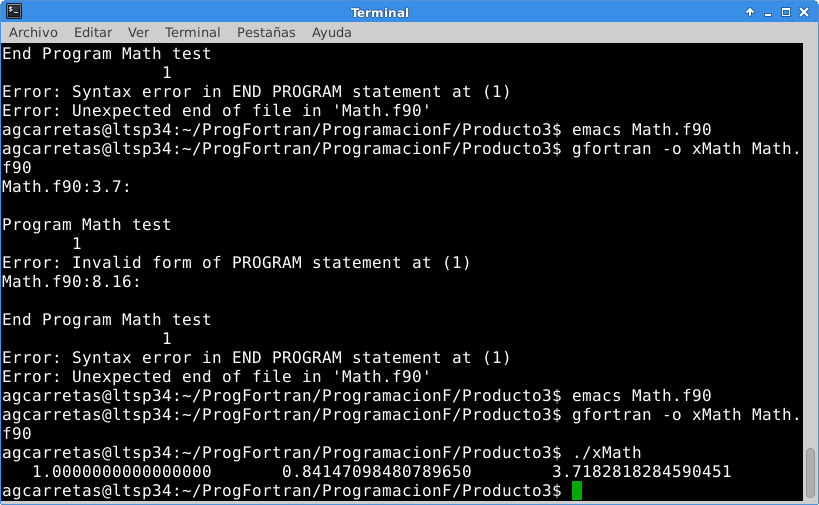 Terminal
Archivo Editar Ver Terminal Pestañas Ayuda
End Program Math test
1
Error: Syntax error in END PROGRAM statement at (1)
Error: Unexpected end of file in 'Math.f90'
agcarretas@ltsp34:~/ProgFortran/ProgramacionF/Producto3$ emacs Math.f90
agcarretas@ltsp34:~/ProgFortran/ProgramacionF/Producto3$ gfortran -o xMath Math.
f90
Math.f90:3.7:
Program Math test
1
Error: Invalid form of PROGRAM statement at (1)
Math.f90:8.16:
End Program Math test
1
Error: Syntax error in END PROGRAM statement at (1)
Error: Unexpected end of file in 'Math.f90'
agcarretas@ltsp34:~/ProgFortran/ProgramacionF/Producto3$ emacs Math.f90
agcarretas@ltsp34:~/ProgFortran/ProgramacionF/Producto3$ gfortran -o xMath Math.
f90
agcarretas@ltsp34:~/ProgFortran/ProgramacionF/Producto3$ ./xMath
1.0000000000000000 0.84147098480789650 3.7182818284590451
agcarretas@ltsp34:~/ProgFortran/ProgramacionF/Producto3$